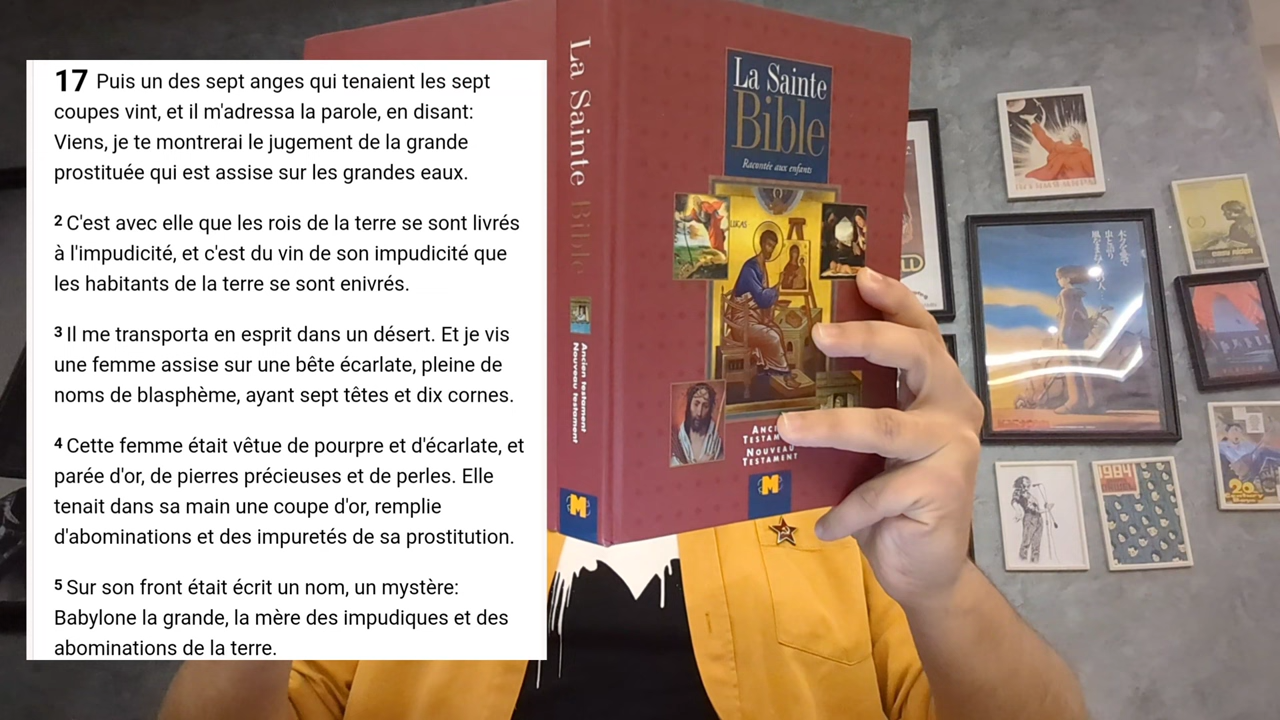 17 Puis un des sept anges qui tenaient les sept
coupes vint, et il m'adressa la parole, en disant:
Viens, je te montrerai le jugement de la grande
prostituée qui est assise sur les grandes eaux.
2 C'est avec elle que les rois de la terre se sont livrés
à l'impudicité, et c'est du vin de son impudicité que
les habitants de la terre se sont enivrés.
3 Il me transporta en esprit dans un désert. Et je vis
une femme assise sur une bête écarlate, pleine de
noms de blasphème, ayant sept têtes et dix cornes.
4 Cette femme était vêtue de pourpre et d'écarlate, et
parée d'or, de pierres précieuses et de perles. Elle
tenait dans sa main une coupe d'or, remplie
d'abominations et des impuretés de sa prostitution.
5 Sur son front était écrit un nom, un mystère:
Babylone la grande, la mère des impudiques et des
abominations de la terre.
La Sainte Bible
Ancien testament
Nouveau testament
M
La Sainte
Bible
Racontée aux enfants
LUKAS
NOUVEAU
TESTAMENT
M
1984